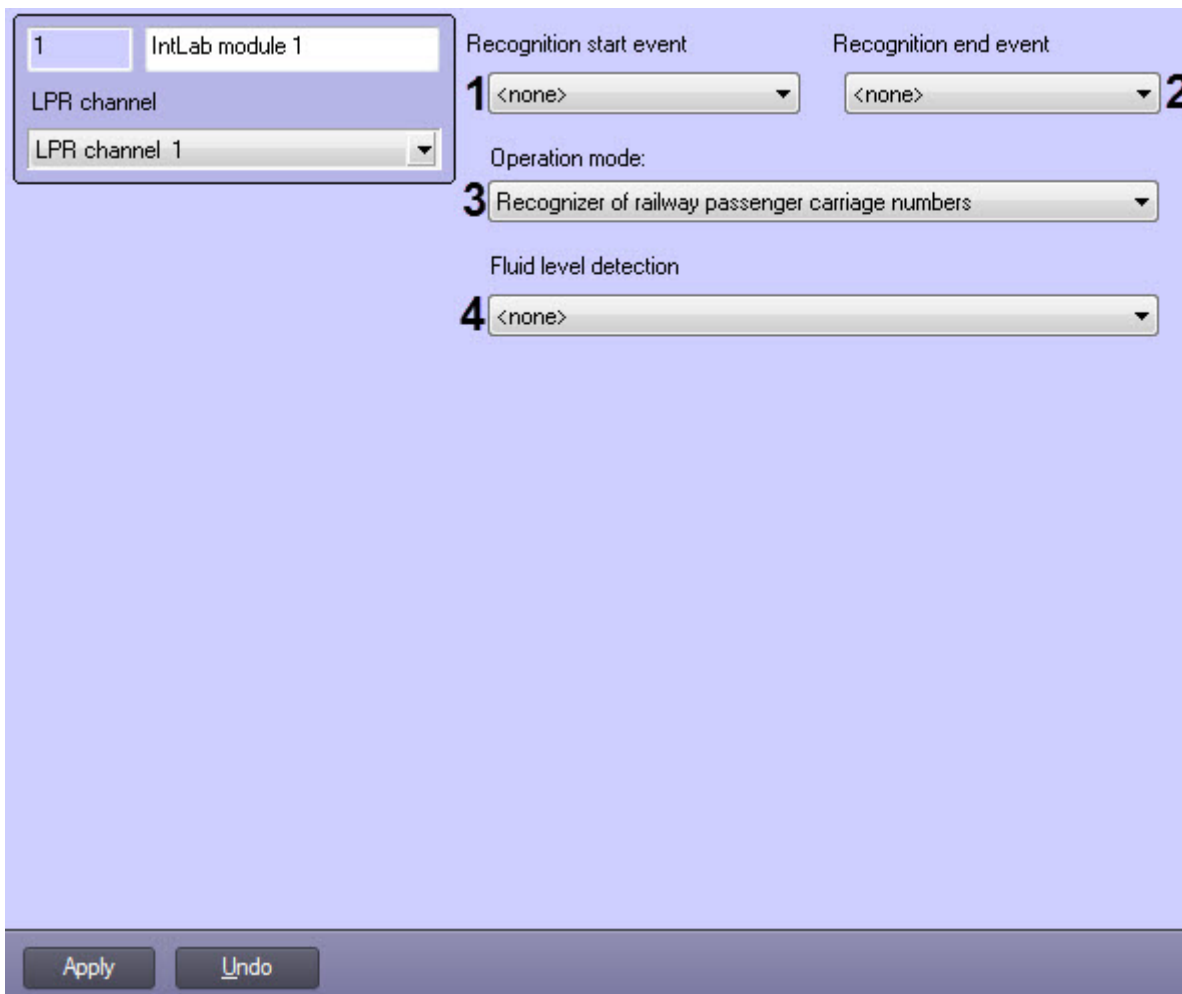 1 IntLab module 1
LPR channel
LPR channel 1
Recognition start event Recognition end event
1 <none> <none> 2
Operation mode:
3 Recognizer of railway passenger carriage numbers
Fluid level detection
4 <none>
Apply Undo